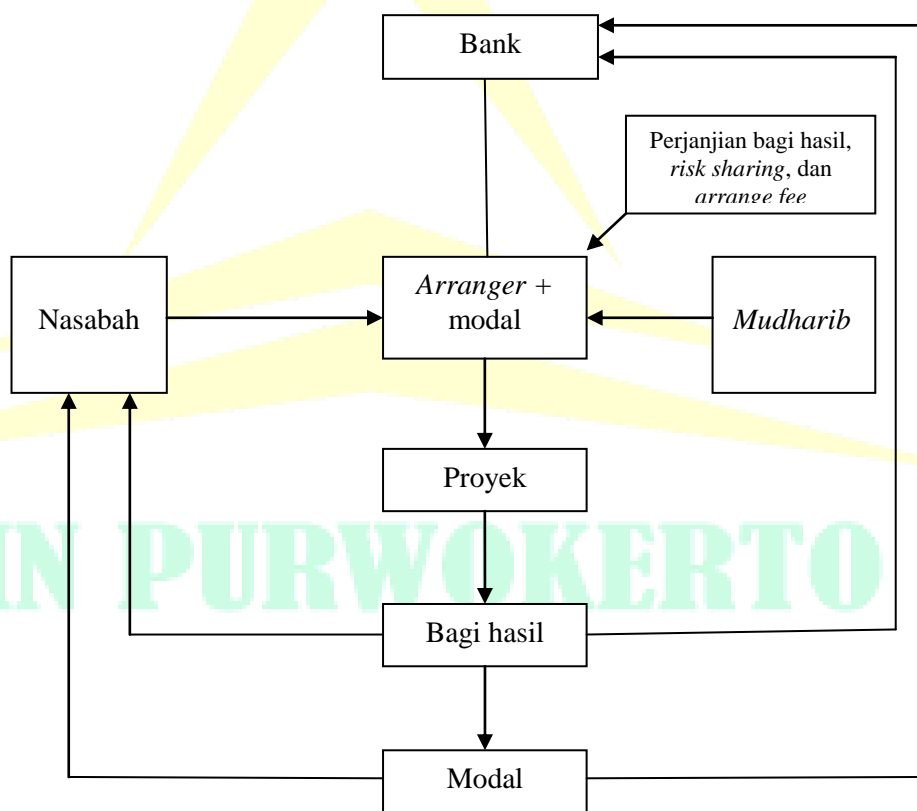 Bank
Perjanjian bagi hasil,
risk sharing, dan
arrange fee
Nasabah
Arranger +
modal
Mudharib
Proyek
IN PURWOKERTO
Bagi hasil
Modal